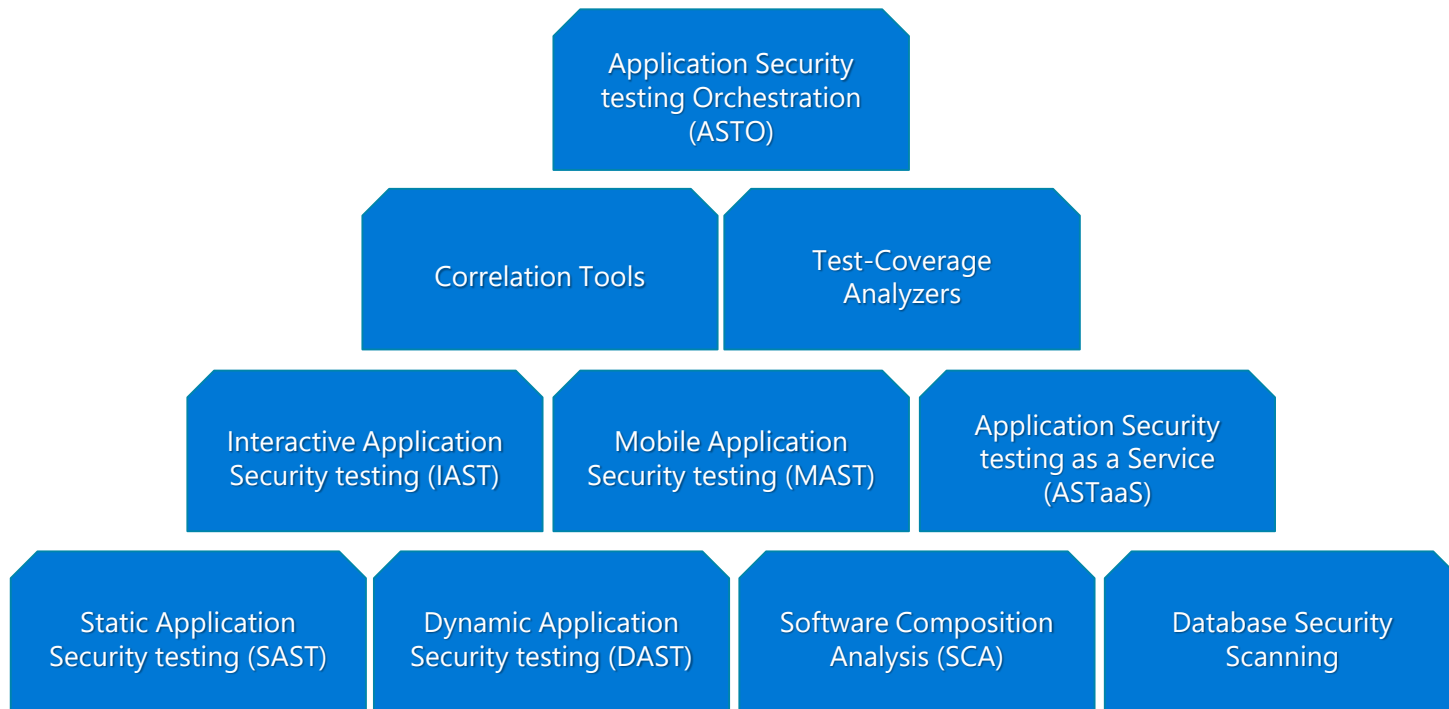 Application Security
testing Orchestration
(ASTO)
Correlation Tools
Test-Coverage
Analyzers
Interactive Application
Security testing (IAST)
Mobile Application
Security testing (MAST)
Application Security
testing as a Service
(ASTaaS)
Static Application
Security testing (SAST)
Dynamic Application
Security testing (DAST)
Software Composition
Analysis (SCA)
Database Security
Scanning